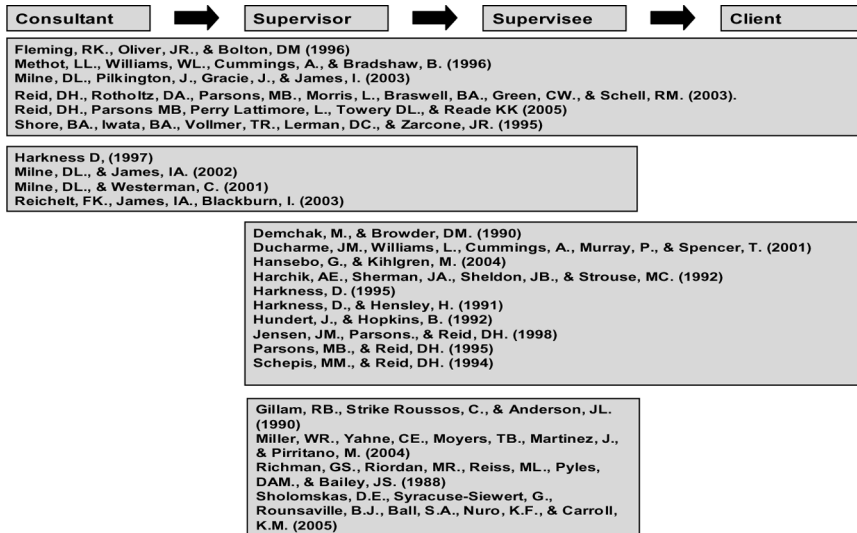 Consultant Supervisor Supervisee Client
Fleming, RK., Oliver, JR., & Bolton, DM (1996)
Methot, LL., Williams, WL., Cummings, A., & Bradshaw, B. (1996)
Milne, DL., Pilkington, J., Gracie, J., & James, I. (2003)
Reid, DH., Rotholtz, DA., Parsons, MB., Morris, L., Braswell, BA., Green, CW., & Schell, RM. (2003).
Reid, DH., Parsons MB, Perry Lattimore, L., Towery DL., & Reade KK (2005)
Shore, BA., Iwata, BA., Vollmer, TR., Lerman, DC., & Zarcone, JR. (1995)
Harkness D, (1997)
Milne, DL., & James, IA. (2002)
Milne, DL., & Westerman, C. (2001)
Reichelt, FK., James, IA., Blackburn, I. (2003)
Demchak, M., & Browder, DM. (1990)
Ducharme, JM., Williams, L., Cummings, A., Murray, P., & Spencer, T. (2001)
Hansebo, G., & Kihlgren, M. (2004)
Harchik, AE., Sherman, JA., Sheldon, JB., & Strouse, MC. (1992)
Harkness, D. (1995)
Harkness, D., & Hensley, H. (1991)
Hundert, J., & Hopkins, B. (1992)
Jensen, JM., Parsons., & Reid, DH. (1998)
Parsons, MB., & Reid, DH. (1995)
Schepis, MM., & Reid, DH. (1994)
Gillam, RB., Strike Roussos, C., & Anderson, JL.
(1990)
Miller, WR., Yahne, CE., Moyers, TB., Martinez, J.,
& Pirritano, M. (2004)
Richman, GS., Riordan, MR., Reiss, ML., Pyles,
DAM., & Bailey, JS. (1988)
Sholomskas, D.E., Syracuse-Siewert, G.,
Rounsaville, B.J., Ball, S.A., Nuro, K.F., & Carroll,
K.M. (2005)